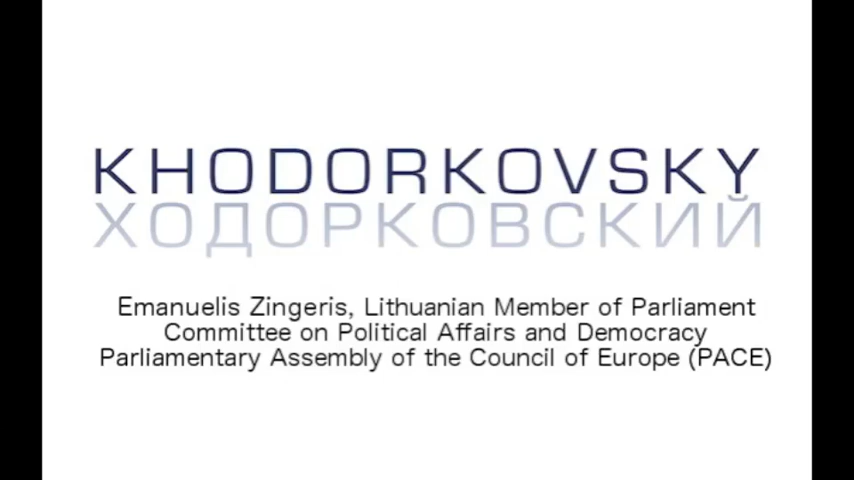 KHODORKOVSKY
ХОДОРКОВСКИЙ
Emanuelis Zingeris, Lithuanian Member of Parliament
Committee on Political Affairs and Democracy
Parliamentary Assembly of the Council of Europe (PACE)